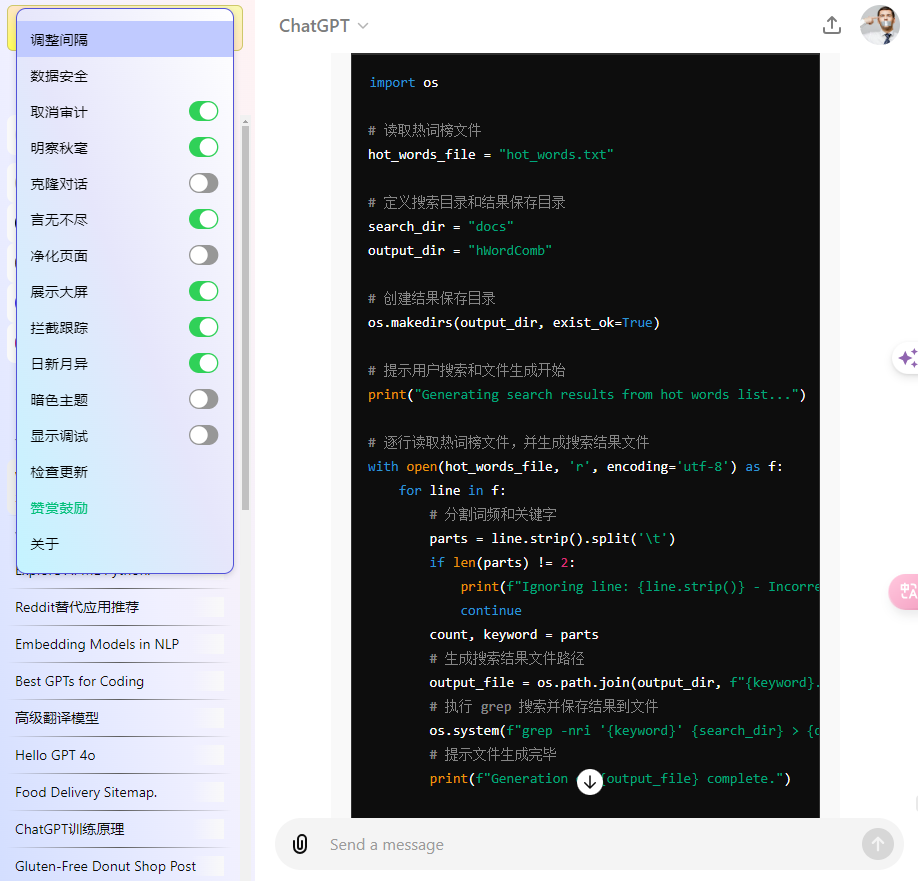 调整间隔
数据安全
取消审计
明察秋毫
克隆对话
言无不尽
净化页面
展示大屏
拦截跟踪
日新月异
暗色主题
显示调试
检查更新
赞赏鼓励
关于
Reddit替代应用推荐
Embedding Models in NLP
Best GPTs for Coding
高级翻译模型
Hello GPT 4o
Food Delivery Sitemap.
ChatGPT训练原理
Gluten-Free Donut Shop Post
ChatGPT
import os
# 读取热词榜文件
hot_words_file = "hot_words.txt"
# 定义搜索目录和结果保存目录
search_dir = "docs"
output_dir = "hWordComb"
# 创建结果保存目录
os.makedirs(output_dir, exist_ok=True)
# 提示用户搜索和文件生成开始
print("Generating search results from hot words list...")
# 逐行读取热词榜文件，并生成搜索结果文件
with open(hot_words_file, 'r', encoding='utf-8') as f:
for line in f:
# 分割词频和关键字
parts = line.strip().split('\t')
if len(parts) != 2:
print(f"Ignoring line: {line.strip()} - Incorre
continue
count, keyword = parts
# 生成搜索结果文件路径
output_file = os.path.join(output_dir, f"{keyword}.
# 执行 grep 搜索并保存结果到文件
os.system(f"grep -nri '{keyword}' {search_dir} > {o
# 提示文件生成完毕
print(f"Generation output_file} complete.")
Send a message